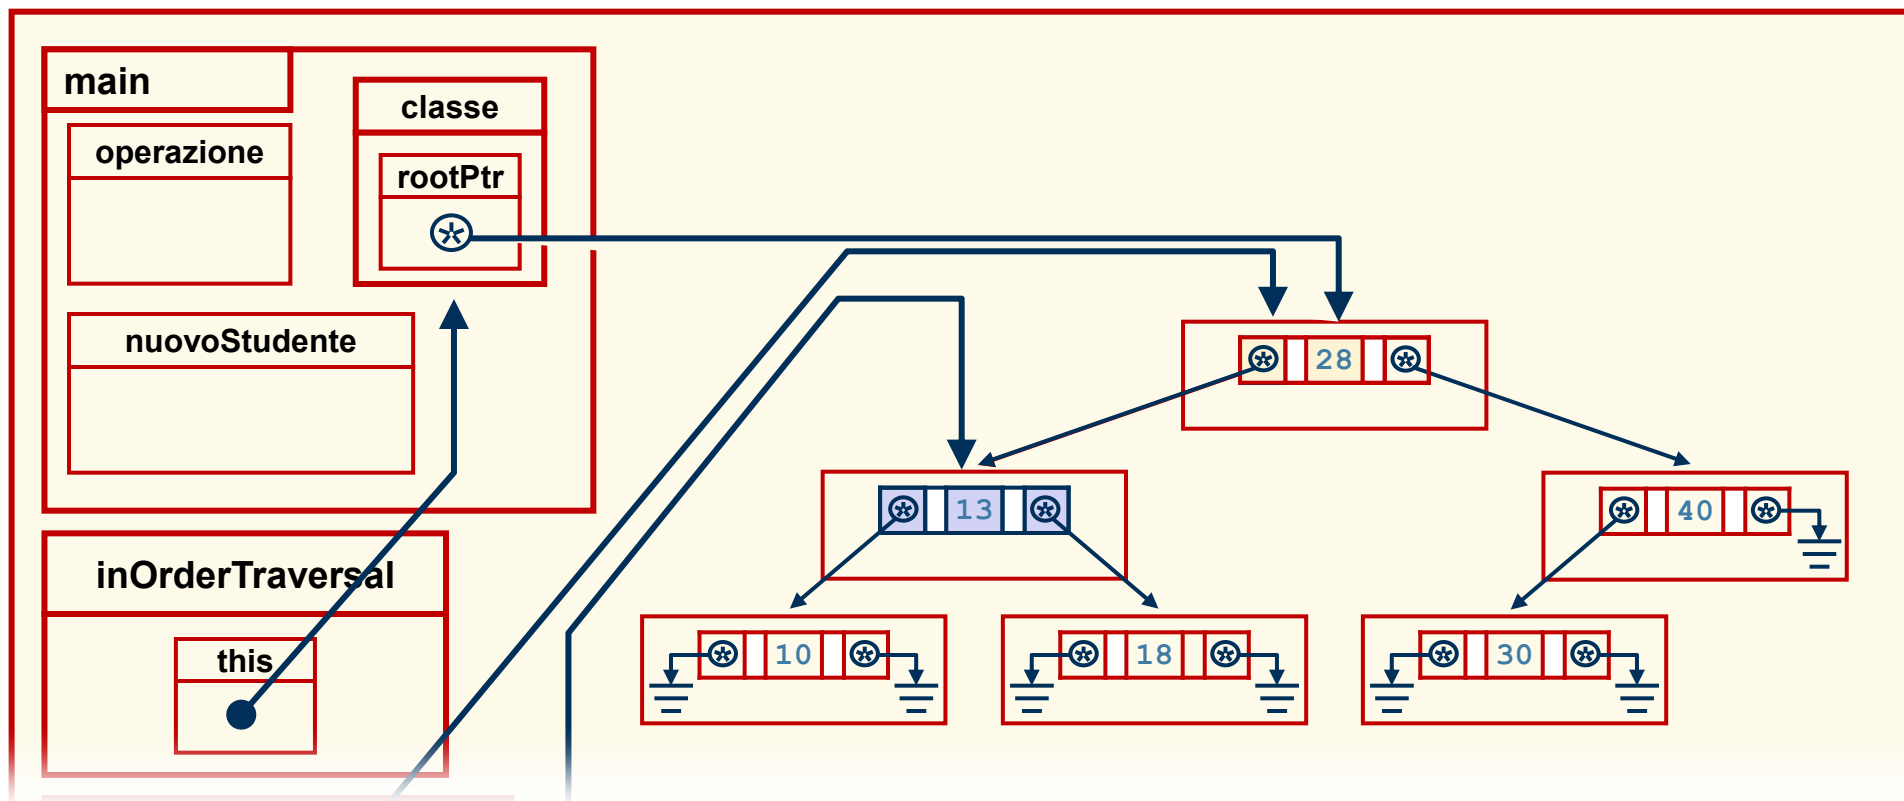 main
classe
operazione
rootPtr
nuovoStudente
28
13
40
inOrderTraversal
this
10
18
30